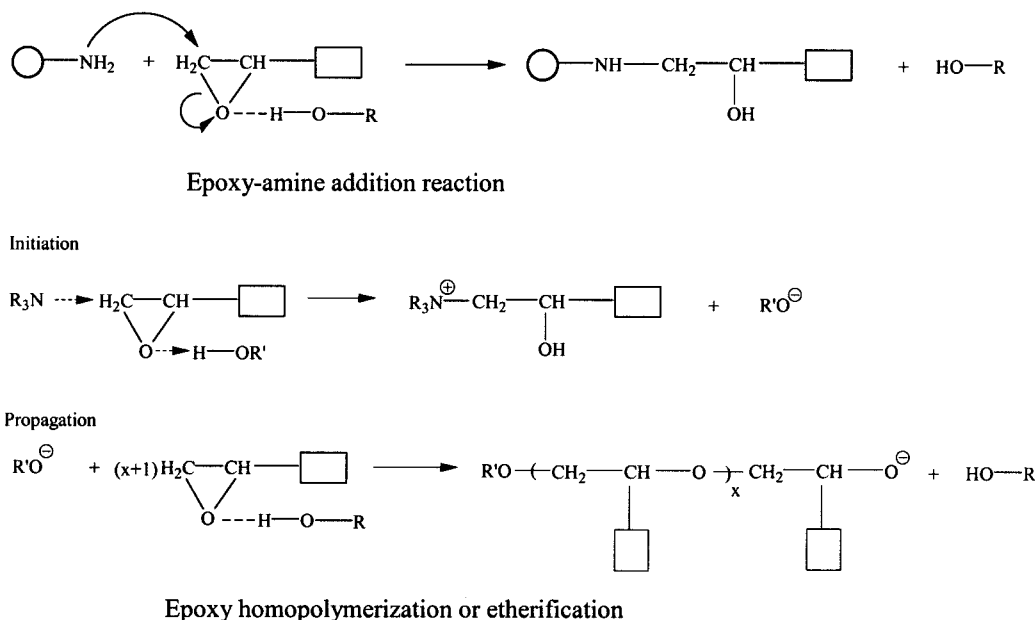 NH2 + H2C CH NH CH2 CH + HO R
O H O R OH
Epoxy-amine addition reaction
Initiation
R3N H2C CH R3N⊕ CH2 CH + R'O⊖
O H OR' OH
Propagation
R'O⊖ + (x+1)H2C CH R'O ( CH2 CH O )x CH2 CH O⊖ + HO R
O H O R
Epoxy homopolymerization or etherification